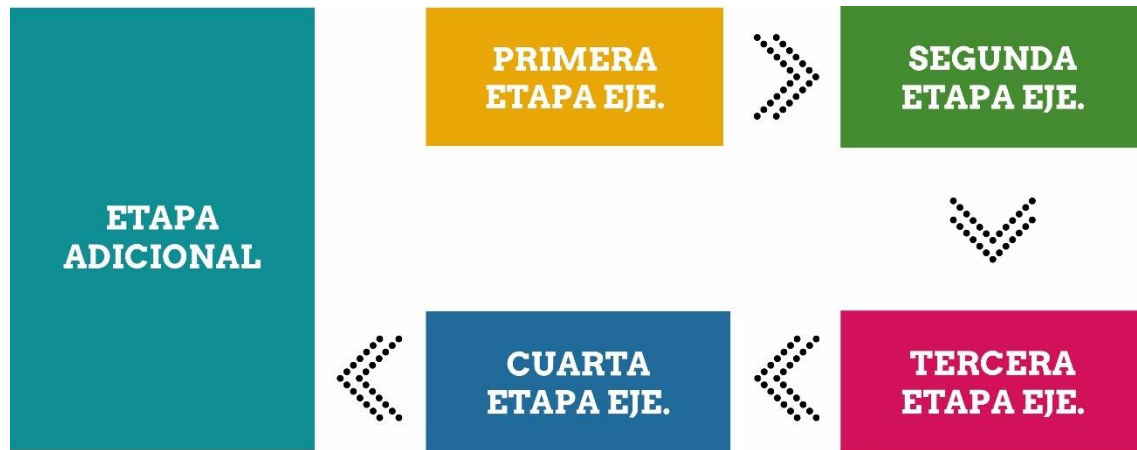 PRIMERA
ETAPA EJE.
SEGUNDA
ETAPA EJE.
TERCERA
ETAPA EJE.
CUARTA
ETAPA EJE.
ETAPA
ADICIONAL